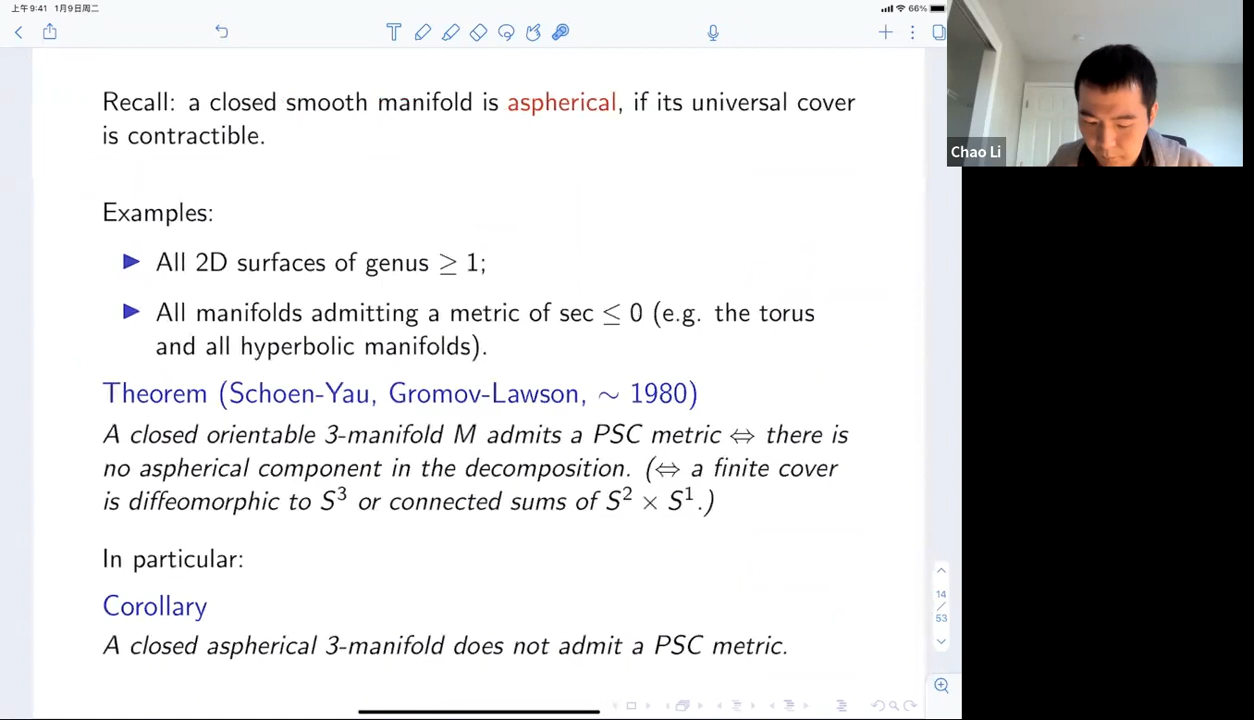 上午9:41 1月9日周二
66%
Recall: a closed smooth manifold is aspherical, if its universal cover
is contractible.
Examples:
▶ All 2D surfaces of genus ≥ 1;
▶ All manifolds admitting a metric of sec ≤ 0 (e.g. the torus
and all hyperbolic manifolds).
Theorem (Schoen-Yau, Gromov-Lawson, ∼ 1980)
A closed orientable 3-manifold M admits a PSC metric ⇔ there is
no aspherical component in the decomposition. (⇔ a finite cover
is diffeomorphic to S³ or connected sums of S² × S¹.)
In particular:
Corollary
A closed aspherical 3-manifold does not admit a PSC metric.
14
/
53
Chao Li